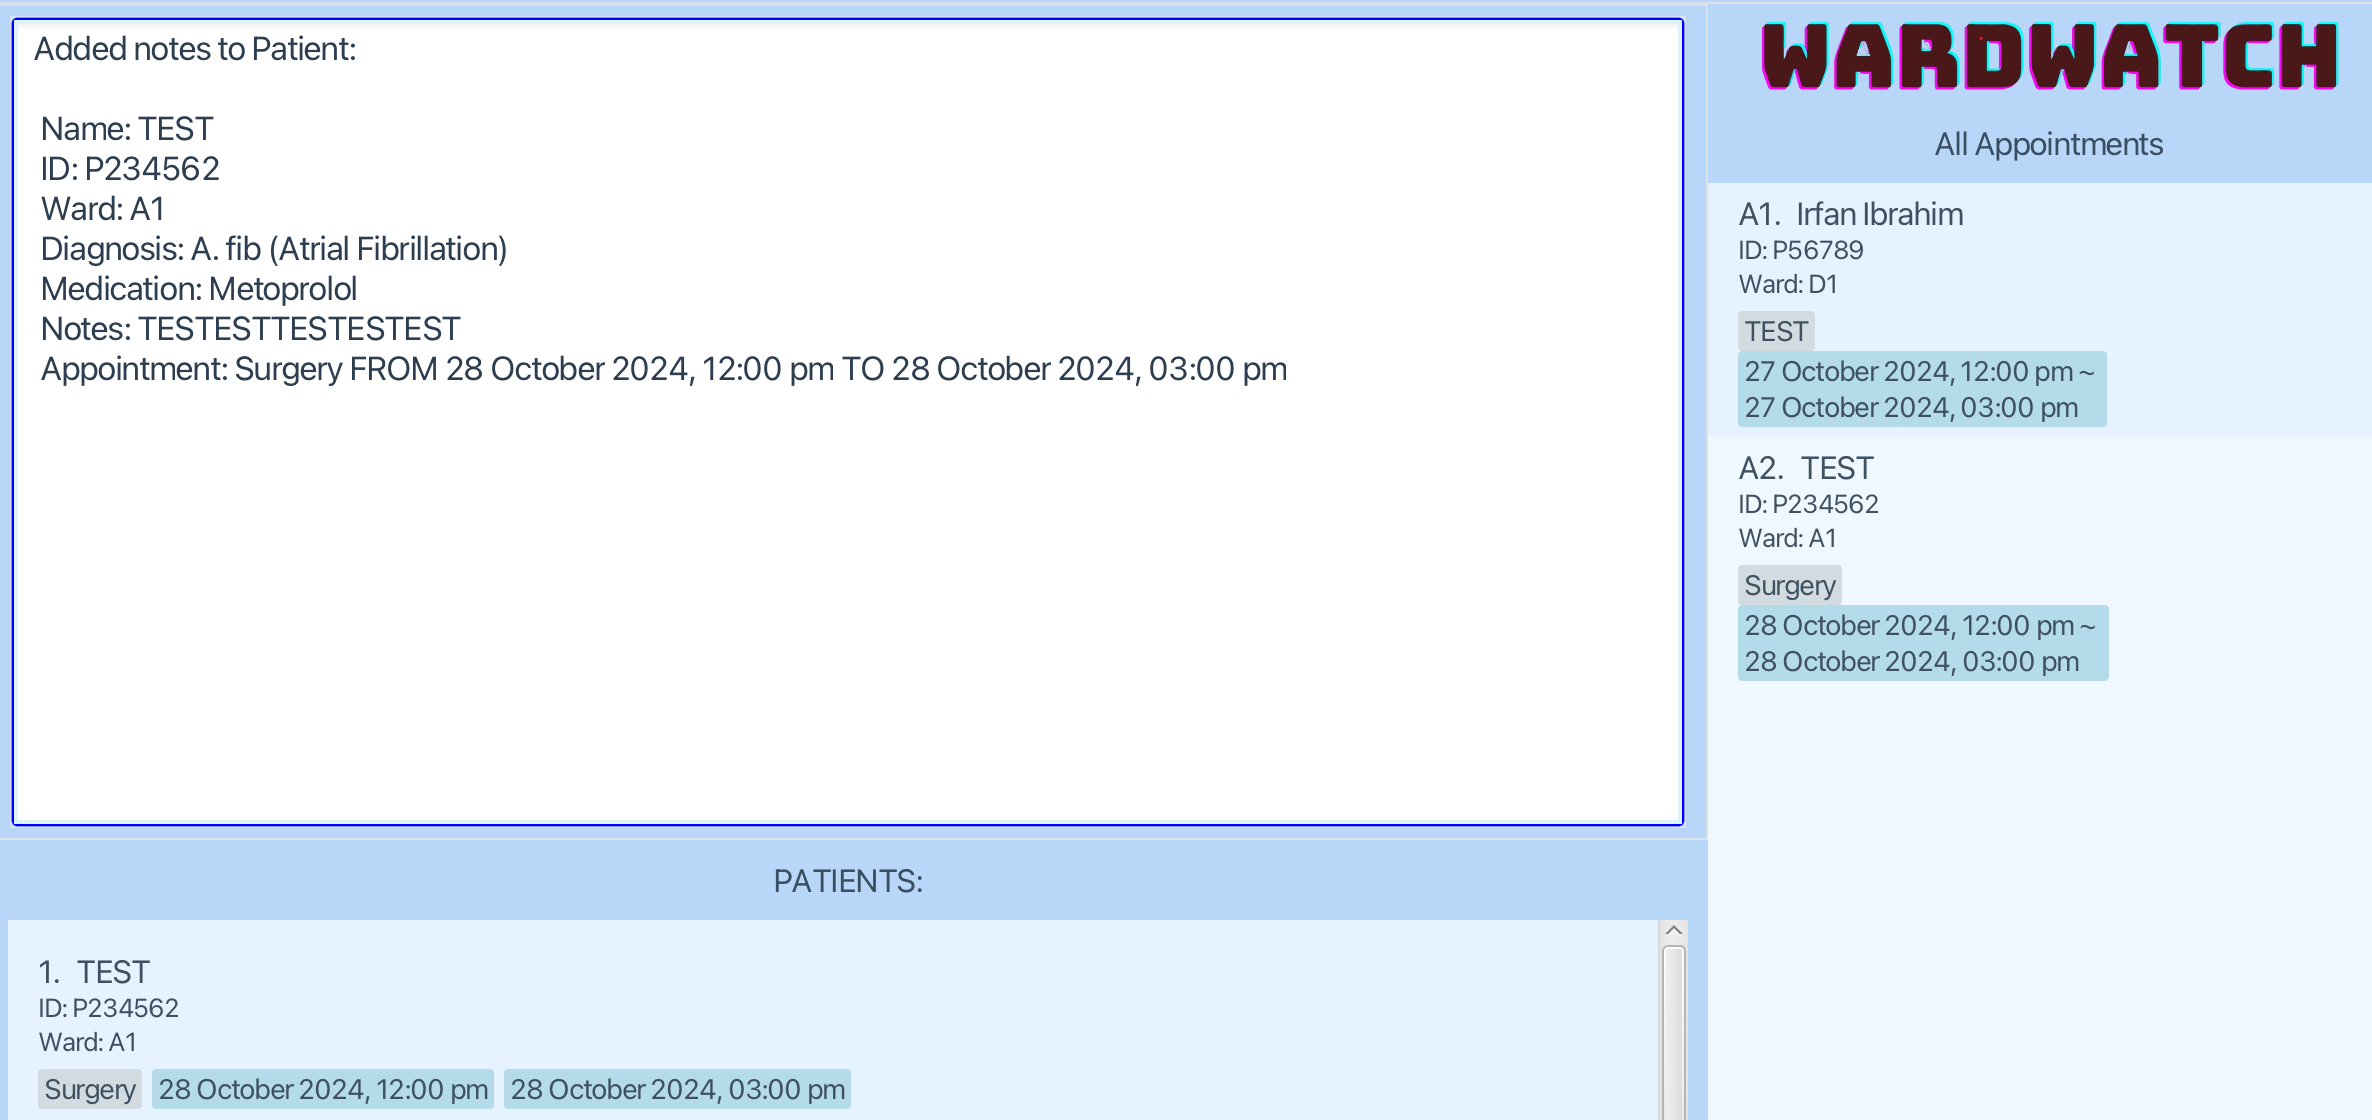 Added notes to Patient:
Name: TEST
ID: P234562
Ward: A1
Diagnosis: A. fib (Atrial Fibrillation)
Medication: Metoprolol
Notes: TESTESTTESTESTEST
Appointment: Surgery FROM 28 October 2024, 12:00 pm TO 28 October 2024, 03:00 pm
PATIENTS:
1. TEST
ID: P234562
Ward: A1
Surgery 28 October 2024, 12:00 pm 28 October 2024, 03:00 pm
WARDWATCH
All Appointments
A1. Irfan Ibrahim
ID: P56789
Ward: D1
TEST
27 October 2024, 12:00 pm ~
27 October 2024, 03:00 pm
A2. TEST
ID: P234562
Ward: A1
Surgery
28 October 2024, 12:00 pm ~
28 October 2024, 03:00 pm